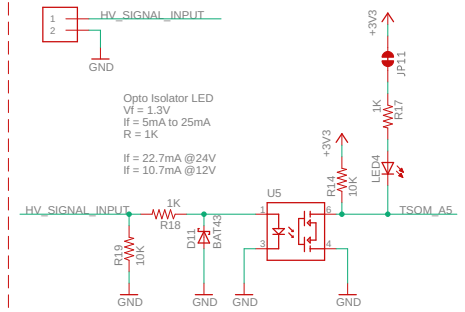 1
HV_SIGNAL_INPUT
2
GND
+3V3
JP11
1K
R17
Opto Isolator LED
Vf = 1.3V
If = 5mA to 25mA
R = 1K
If = 22.7mA @24V
If = 10.7mA @12V
+3V3
LED4
R14
10K
U5
HV_SIGNAL_INPUT
1K
R18
1
6
TSOM_A5
R19
10K
D11
BAT43
3
4
GND
GND
GND
GND